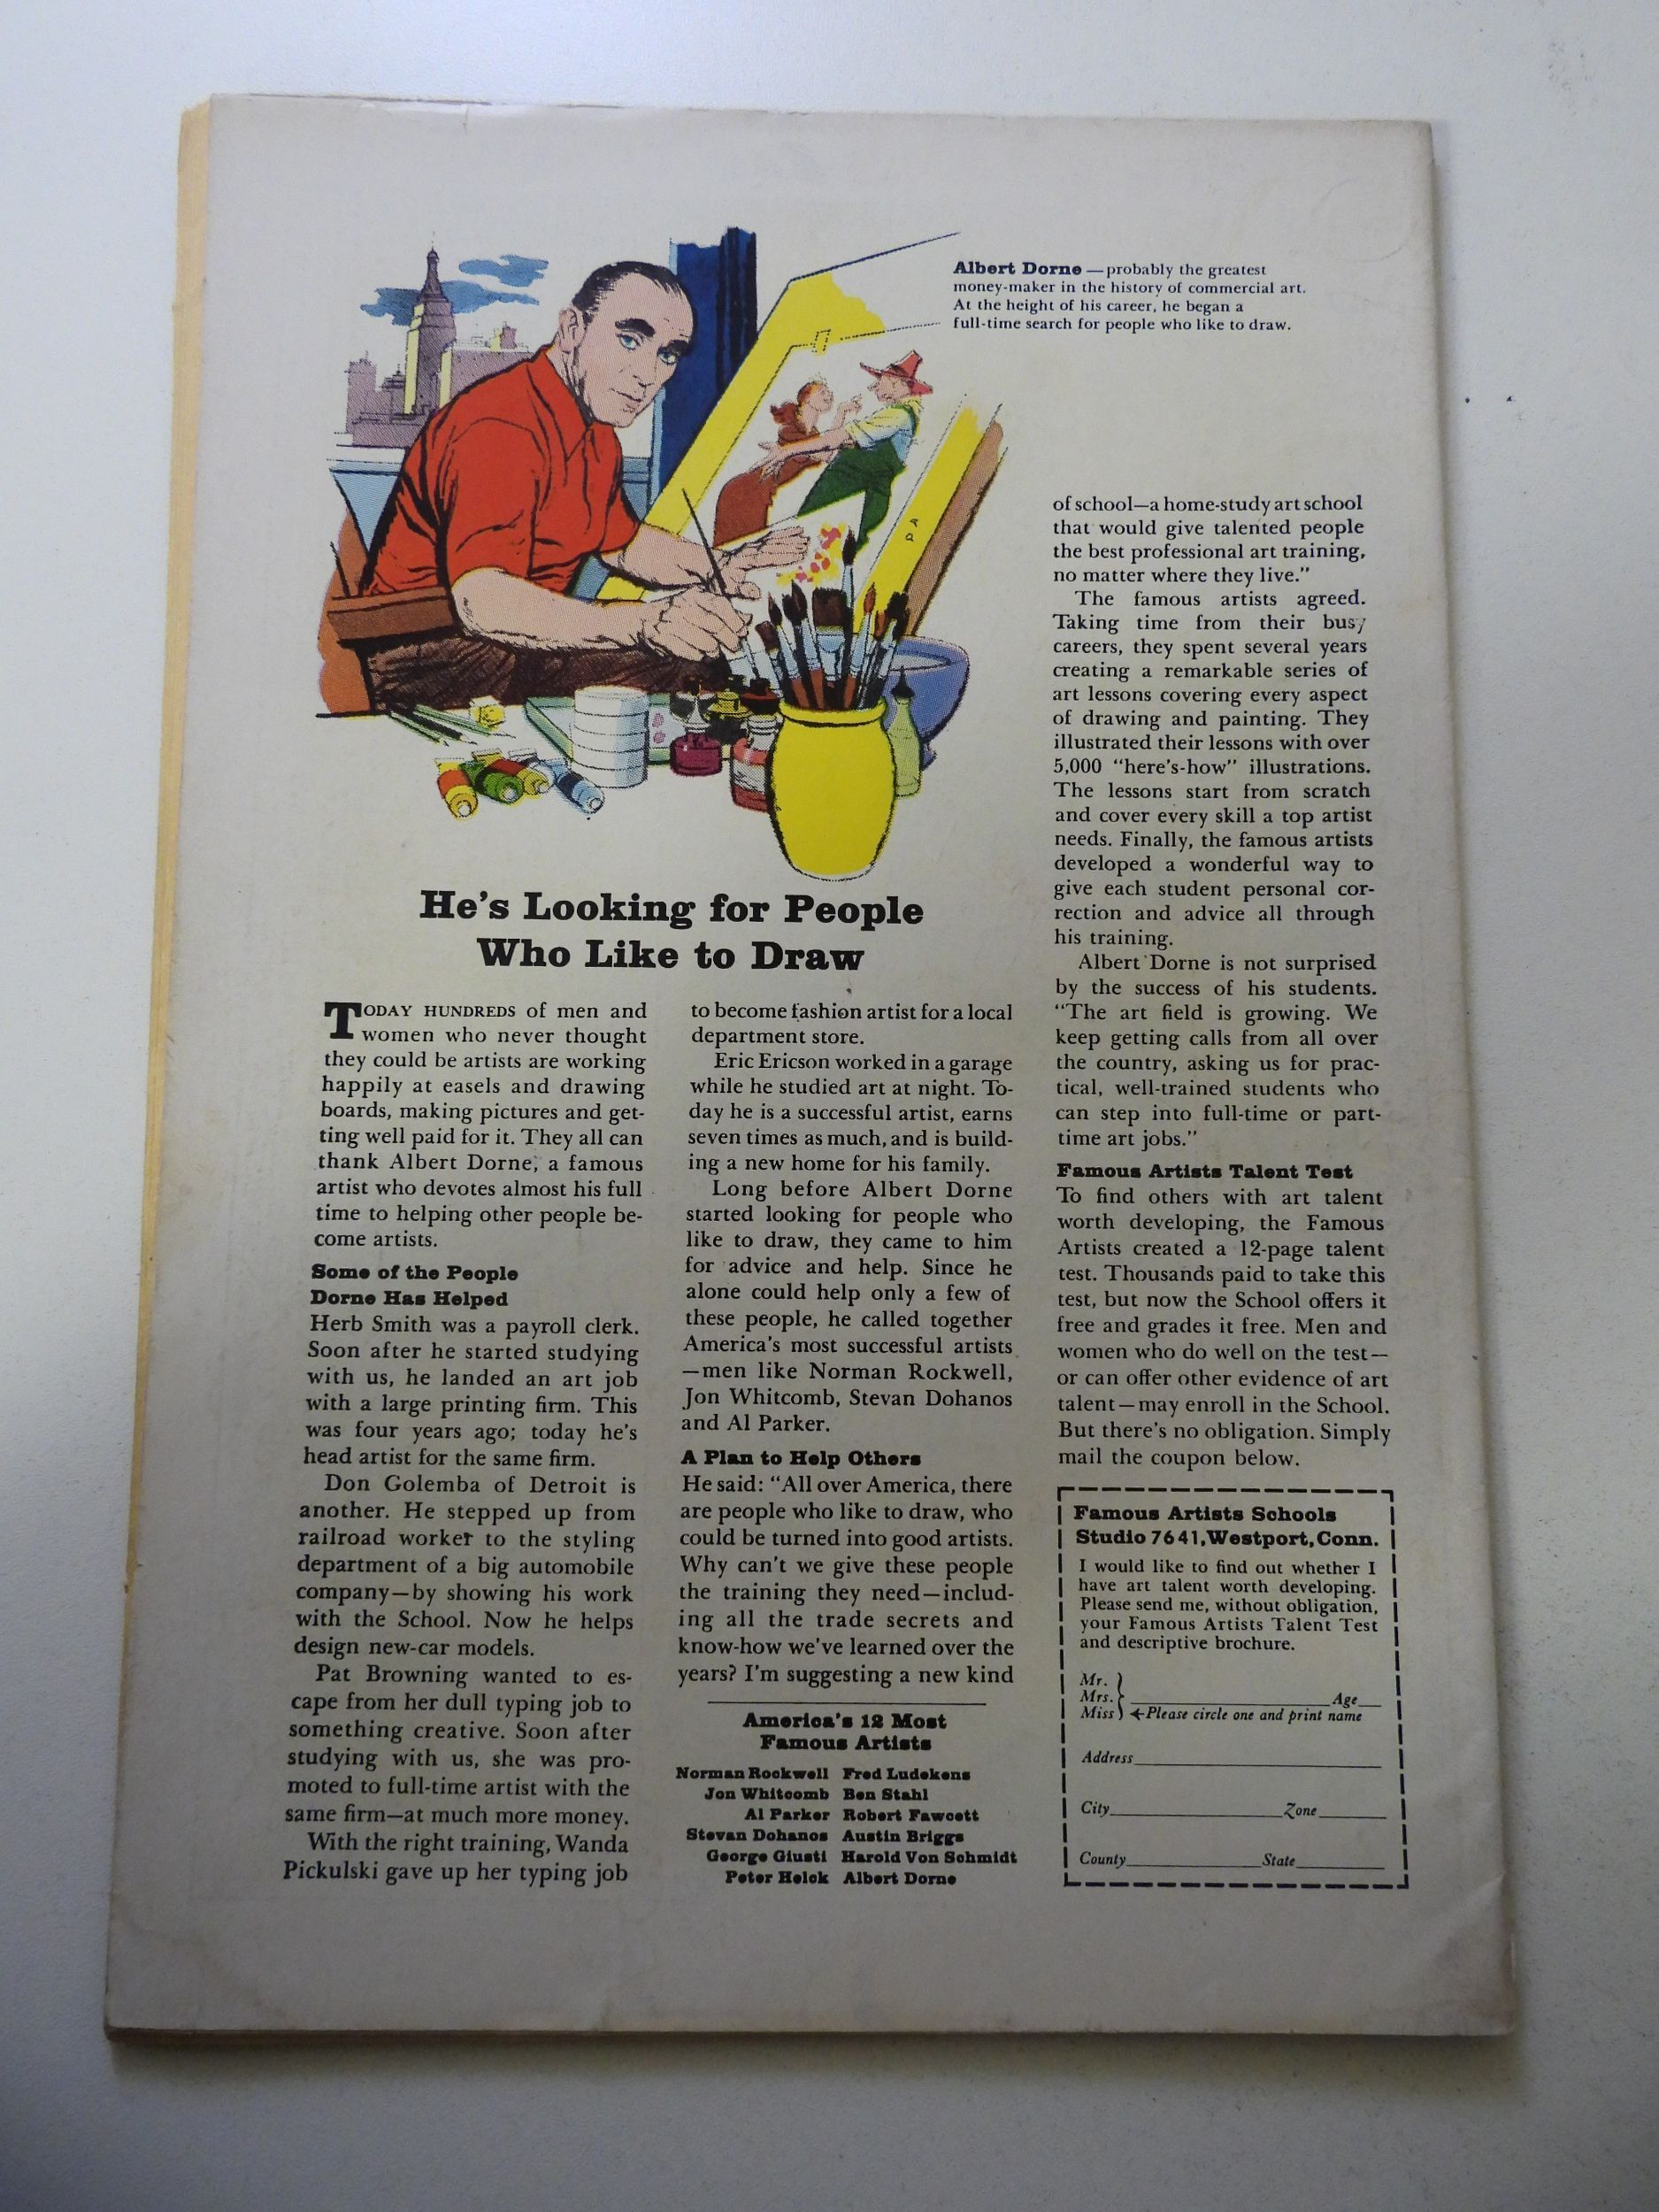 Albert Dorne — probably the greatest
money-maker in the history of commercial art.
At the height of his career, he began a
full-time search for people who like to draw.
He's Looking for People
Who Like to Draw
TODAY HUNDREDS of men and
women who never thought
they could be artists are working
happily at easels and drawing
boards, making pictures and get-
ting well paid for it. They all can
thank Albert Dorne, a famous
artist who devotes almost his full
time to helping other people be-
come artists.
Some of the People
Dorne Has Helped
Herb Smith was a payroll clerk.
Soon after he started studying
with us, he landed an art job
with a large printing firm. This
was four years ago; today he's
head artist for the same firm.
Don Golemba of Detroit is
another. He stepped up from
railroad worker to the styling
department of a big automobile
company—by showing his work
with the School. Now he helps
design new-car models.
Pat Browning wanted to es-
cape from her dull typing job to
something creative. Soon after
studying with us, she was pro-
moted to full-time artist with the
same firm—at much more money.
With the right training, Wanda
Pickulski gave up her typing job
to become fashion artist for a local
department store.
Eric Ericson worked in a garage
while he studied art at night. To-
day he is a successful artist, earns
seven times as much, and is build-
ing a new home for his family.
Long before Albert Dorne
started looking for people who
like to draw, they came to him
for advice and help. Since he
alone could help only a few of
these people, he called together
America's most successful artists
—men like Norman Rockwell,
Jon Whitcomb, Stevan Dohanos
and Al Parker.
A Plan to Help Others
He said: "All over America, there
are people who like to draw, who
could be turned into good artists.
Why can't we give these people
the training they need—includ-
ing all the trade secrets and
know-how we've learned over the
years? I'm suggesting a new kind
America's 12 Most
Famous Artists
Norman Rockwell Fred Ludekens
Jon Whitcomb Ben Stahl
Al Parker Robert Fawcett
Stevan Dohanos Austin Briggs
George Giusti Harold Von Schmidt
Peter Helck Albert Dorne
of school—a home-study art school
that would give talented people
the best professional art training,
no matter where they live."
The famous artists agreed.
Taking time from their busy
careers, they spent several years
creating a remarkable series of
art lessons covering every aspect
of drawing and painting. They
illustrated their lessons with over
5,000 "here's-how" illustrations.
The lessons start from scratch
and cover every skill a top artist
needs. Finally, the famous artists
developed a wonderful way to
give each student personal cor-
rection and advice all through
his training.
Albert Dorne is not surprised
by the success of his students.
"The art field is growing. We
keep getting calls from all over
the country, asking us for prac-
tical, well-trained students who
can step into full-time or part-
time art jobs."
Famous Artists Talent Test
To find others with art talent
worth developing, the Famous
Artists created a 12-page talent
test. Thousands paid to take this
test, but now the School offers it
free and grades it free. Men and
women who do well on the test—
or can offer other evidence of art
talent—may enroll in the School.
But there's no obligation. Simply
mail the coupon below.
Famous Artists Schools
Studio 7641, Westport, Conn.
I would like to find out whether I
have art talent worth developing.
Please send me, without obligation,
your Famous Artists Talent Test
and descriptive brochure.
Mr.
Mrs. Age
Miss ←Please circle one and print name
Address
City Zone
County State